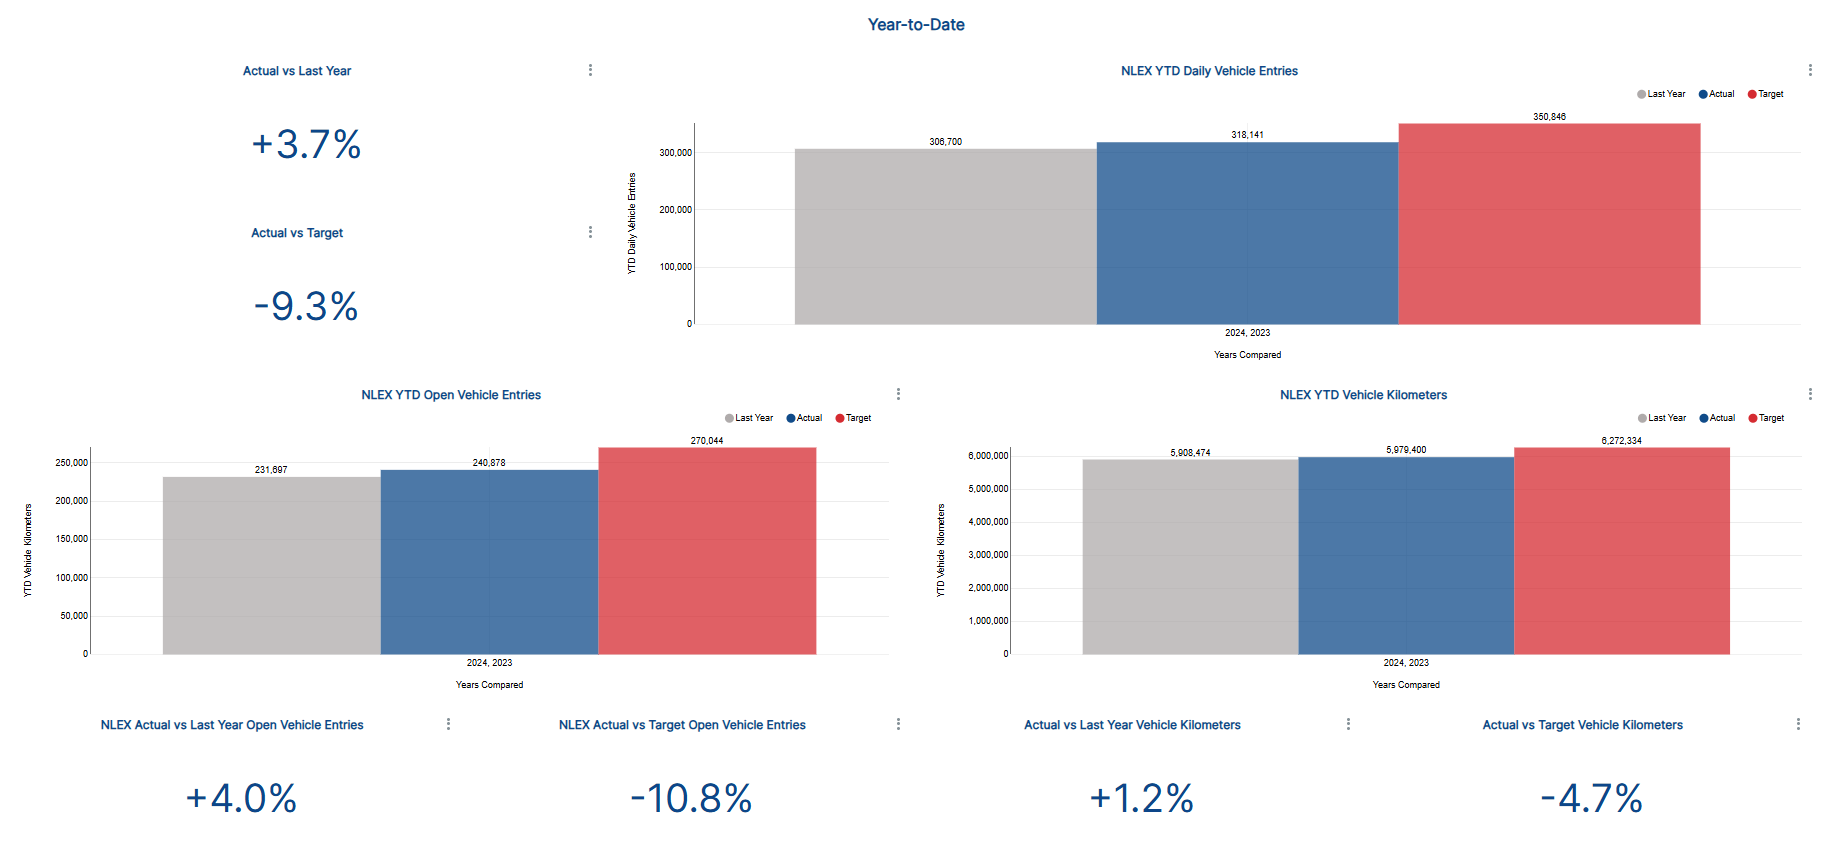 Year-to-Date
Actual vs Last Year
+3.7%
Actual vs Target
-9.3%
NLEX YTD Daily Vehicle Entries
Last Year Actual Target
YTD Daily Vehicle Entries
300,000
200,000
100,000
0
306,700
318,141
350,846
2024, 2023
Years Compared
NLEX YTD Open Vehicle Entries
Last Year Actual Target
YTD Vehicle Kilometers
250,000
200,000
150,000
100,000
50,000
0
231,697
240,878
270,044
2024, 2023
Years Compared
NLEX YTD Vehicle Kilometers
Last Year Actual Target
YTD Vehicle Kilometers
6,000,000
5,000,000
4,000,000
3,000,000
2,000,000
1,000,000
0
5,908,474
5,979,400
6,272,334
2024, 2023
Years Compared
NLEX Actual vs Last Year Open Vehicle Entries
+4.0%
NLEX Actual vs Target Open Vehicle Entries
-10.8%
Actual vs Last Year Vehicle Kilometers
+1.2%
Actual vs Target Vehicle Kilometers
-4.7%